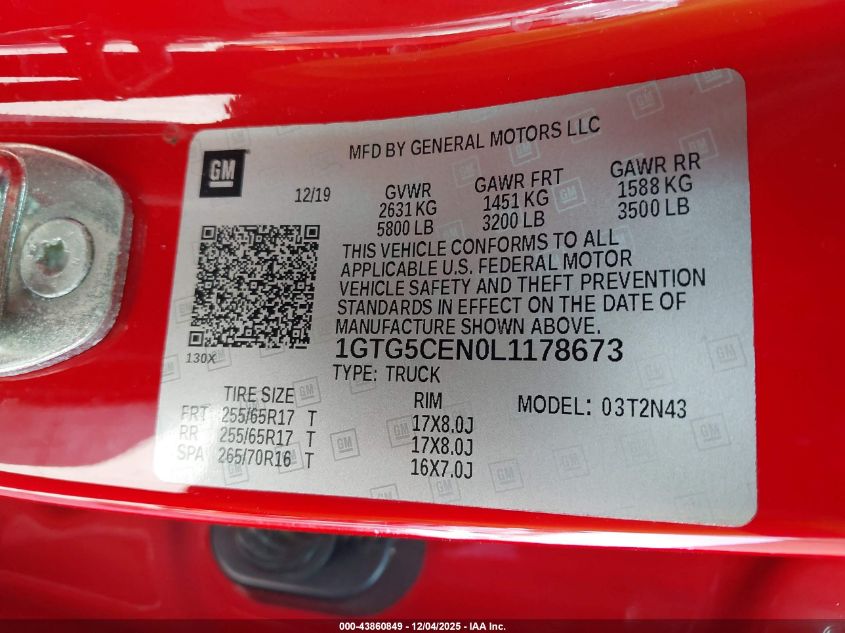 MFD BY GENERAL MOTORS LLC
GM
12/19
GVWR GAWR FRT GAWR RR
2631 KG 1451 KG 1588 KG
5800 LB 3200 LB 3500 LB
THIS VEHICLE CONFORMS TO ALL
APPLICABLE U.S. FEDERAL MOTOR
VEHICLE SAFETY AND THEFT PREVENTION
STANDARDS IN EFFECT ON THE DATE OF
MANUFACTURE SHOWN ABOVE.
130X
1GTG5CEN0L1178673
TYPE: TRUCK
TIRE SIZE RIM MODEL: 03T2N43
FRT 255/65R17 T 17X8.0J
RR 255/65R17 T 17X8.0J
SPA 265/70R16 T 16X7.0J
000-43860849 - 12/04/2025 - IAA Inc.